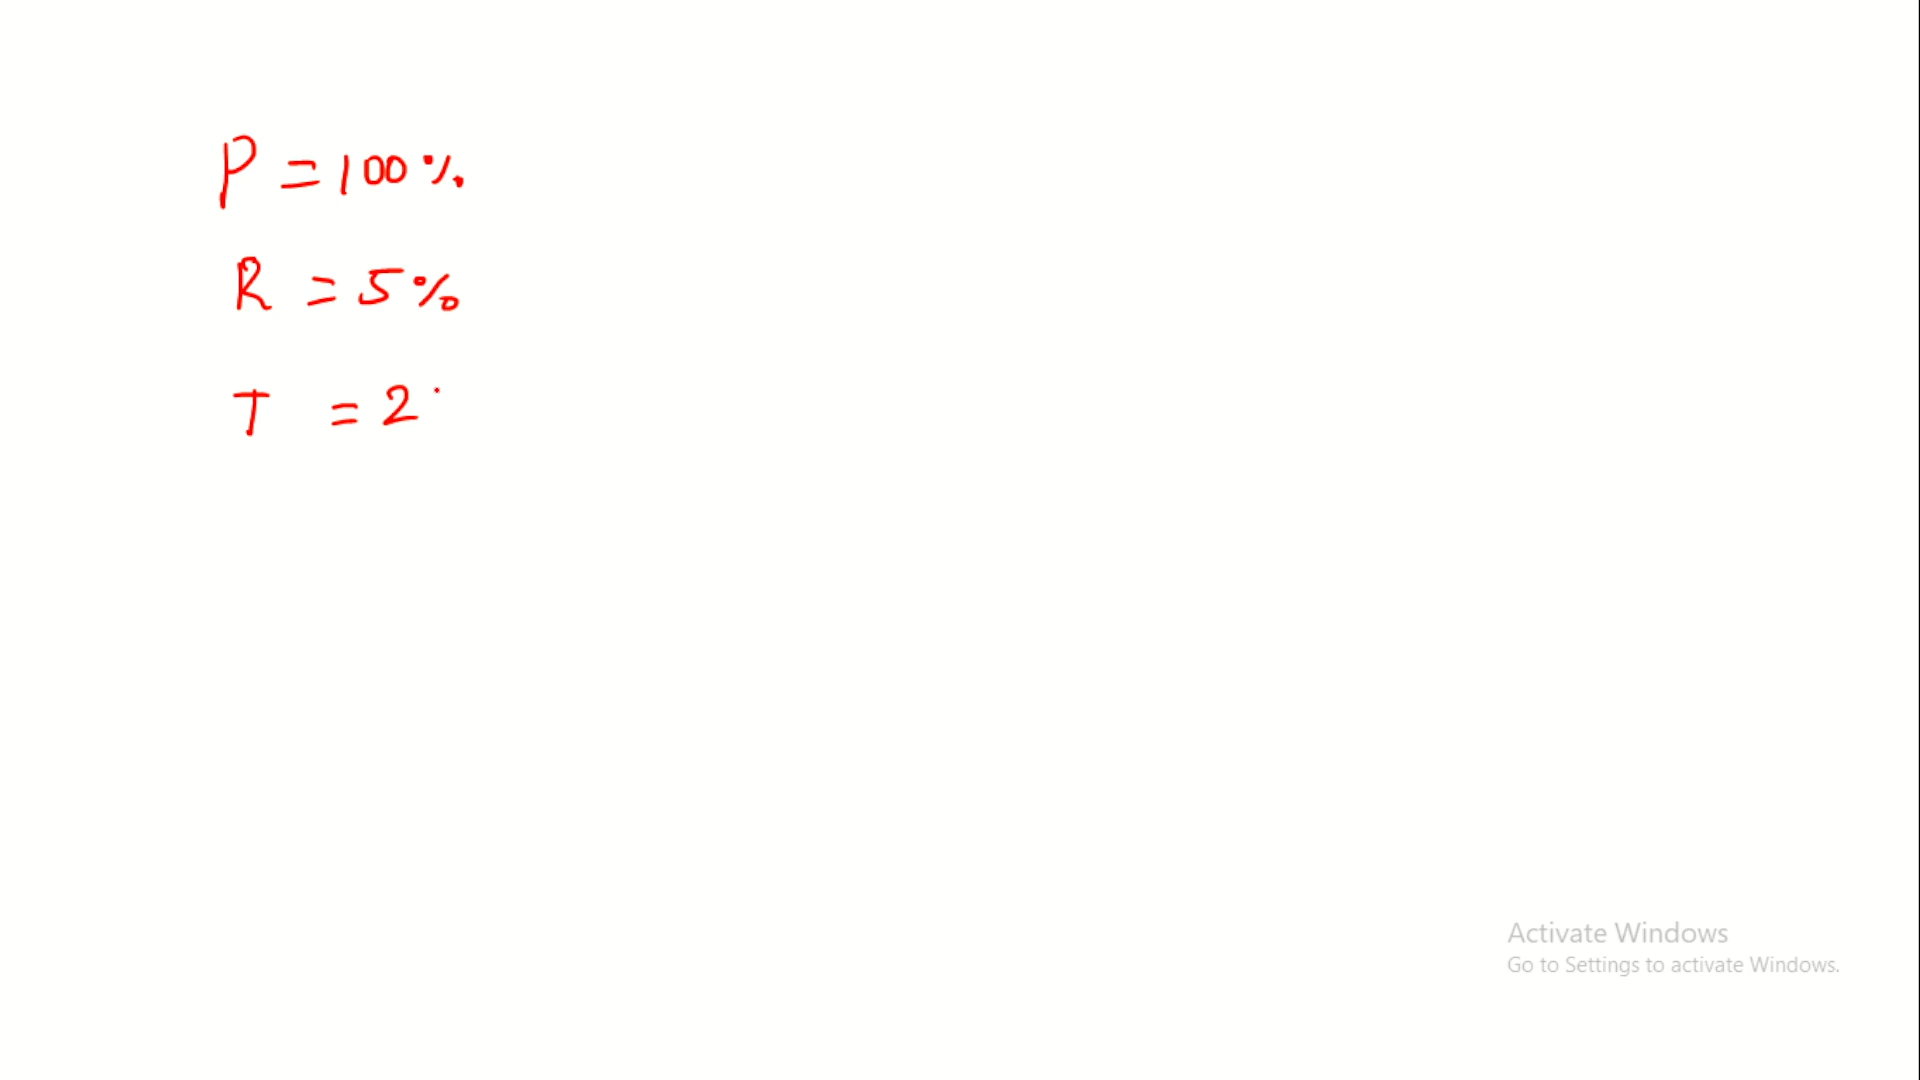 P = 100%
R = 5%
T = 2
Activate Windows
Go to Settings to activate Windows.